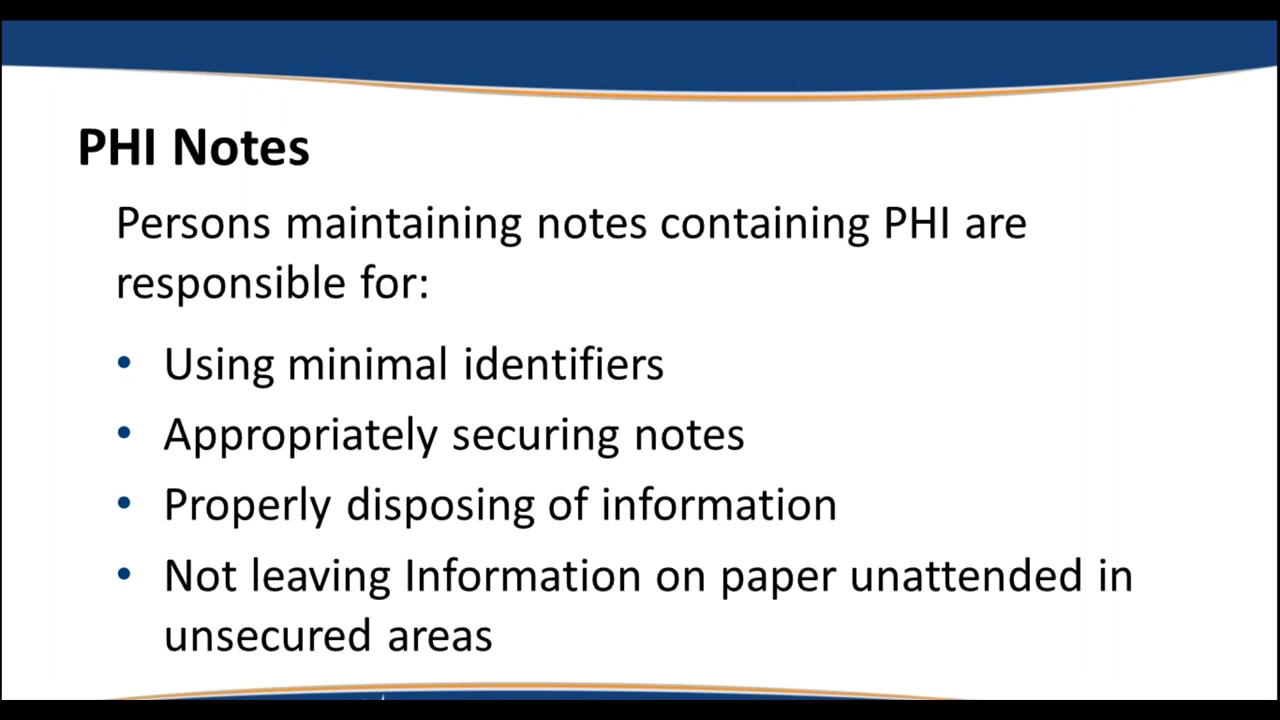 PHI Notes
Persons maintaining notes containing PHI are
responsible for:
• Using minimal identifiers
• Appropriately securing notes
• Properly disposing of information
• Not leaving Information on paper unattended in
unsecured areas